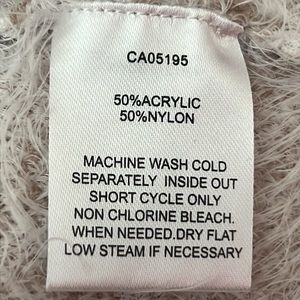 CA05195
50%ACRYLIC
50%NYLON
MACHINE WASH COLD
SEPARATELY INSIDE OUT
SHORT CYCLE ONLY
NON CHLORINE BLEACH.
WHEN NEEDED.DRY FLAT
LOW STEAM IF NECESSARY